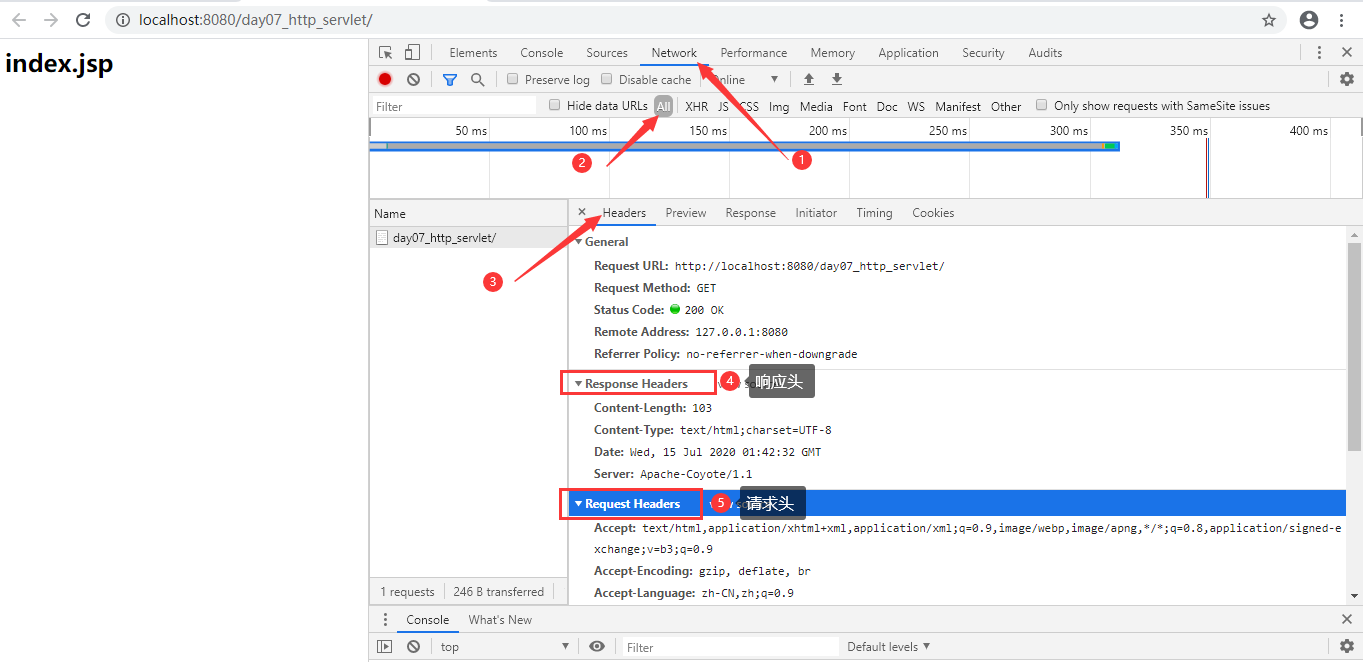 localhost:8080/day07_http_servlet/
index.jsp
Elements Console Sources Network Performance Memory Application Security Audits
Preserve log Disable cache Online
Filter Hide data URLs All XHR JS CSS Img Media Font Doc WS Manifest Other Only show requests with SameSite issues
50 ms 100 ms 150 ms 200 ms 250 ms 300 ms 350 ms 400 ms
2 1
Name
× Headers Preview Response Initiator Timing Cookies
day07_http_servlet/
General
Request URL: http://localhost:8080/day07_http_servlet/
3
Request Method: GET
Status Code: 200 OK
Remote Address: 127.0.0.1:8080
Referrer Policy: no-referrer-when-downgrade
Response Headers 4 响应头
Content-Length: 103
Content-Type: text/html;charset=UTF-8
Date: Wed, 15 Jul 2020 01:42:32 GMT
Server: Apache-Coyote/1.1
Request Headers 5 请求头
Accept: text/html,application/xhtml+xml,application/xml;q=0.9,image/webp,image/apng,*/*;q=0.8,application/signed-e
xchange;v=b3;q=0.9
Accept-Encoding: gzip, deflate, br
Accept-Language: zh-CN,zh;q=0.9
1 requests 246 B transferred
Console What's New
top Filter Default levels